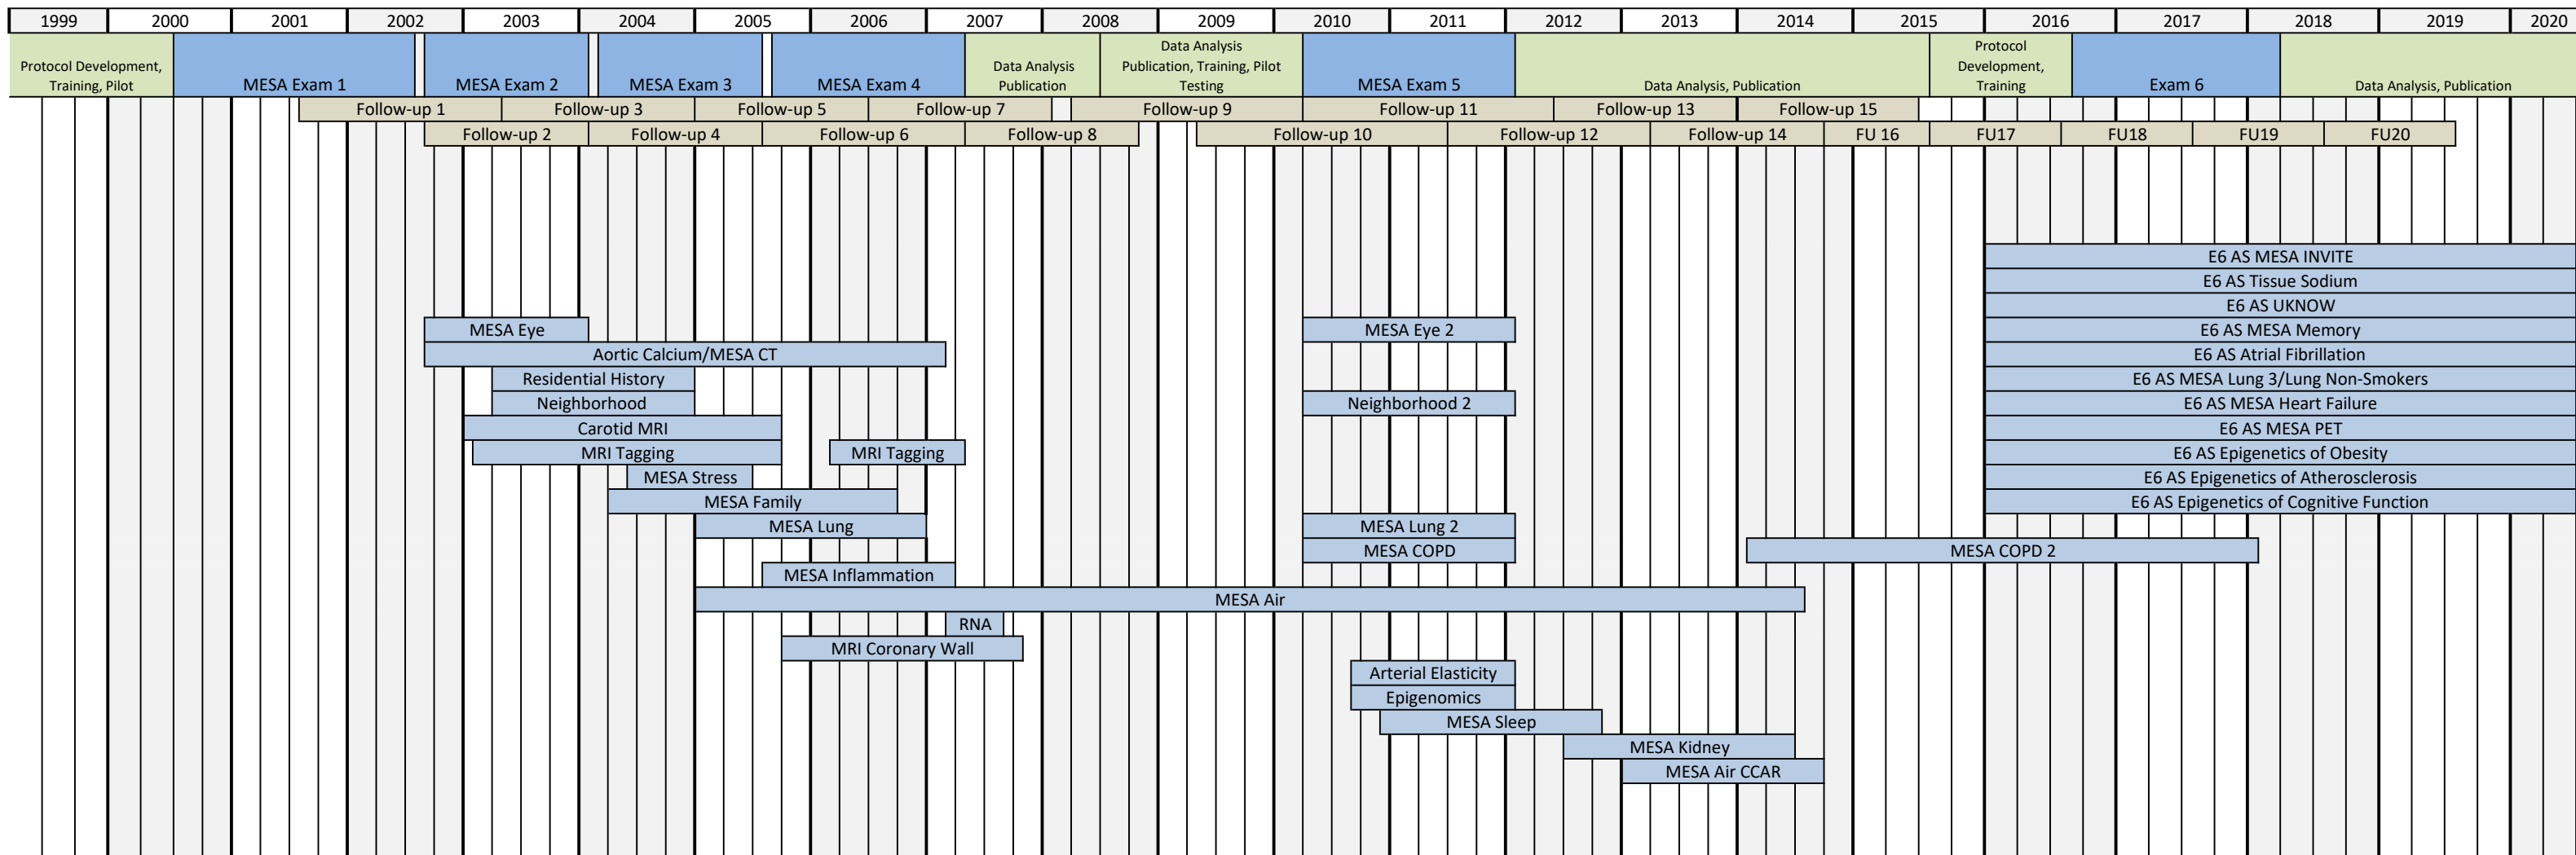 1999 2000 2001 2002 2003 2004 2005 2006 2007 2008 2009 2010 2011 2012 2013 2014 2015 2016 2017 2018 2019 2020
Protocol Development,
Training, Pilot
MESA Exam 1
MESA Exam 2
MESA Exam 3
MESA Exam 4
Data Analysis
Publication
Data Analysis
Publication, Training, Pilot
Testing
MESA Exam 5
Data Analysis, Publication
Protocol
Development,
Training
Exam 6
Data Analysis, Publication
Follow-up 1 Follow-up 3 Follow-up 5 Follow-up 7 Follow-up 9 Follow-up 11 Follow-up 13 Follow-up 15
Follow-up 2 Follow-up 4 Follow-up 6 Follow-up 8 Follow-up 10 Follow-up 12 Follow-up 14 FU 16 FU17 FU18 FU19 FU20
E6 AS MESA INVITE
E6 AS Tissue Sodium
E6 AS UKNOW
MESA Eye MESA Eye 2 E6 AS MESA Memory
Aortic Calcium/MESA CT E6 AS Atrial Fibrillation
Residential History E6 AS MESA Lung 3/Lung Non-Smokers
Neighborhood Neighborhood 2 E6 AS MESA Heart Failure
Carotid MRI E6 AS MESA PET
MRI Tagging MRI Tagging E6 AS Epigenetics of Obesity
MESA Stress E6 AS Epigenetics of Atherosclerosis
MESA Family E6 AS Epigenetics of Cognitive Function
MESA Lung MESA Lung 2
MESA COPD MESA COPD 2
MESA Inflammation
MESA Air
RNA
MRI Coronary Wall
Arterial Elasticity
Epigenomics
MESA Sleep
MESA Kidney
MESA Air CCAR